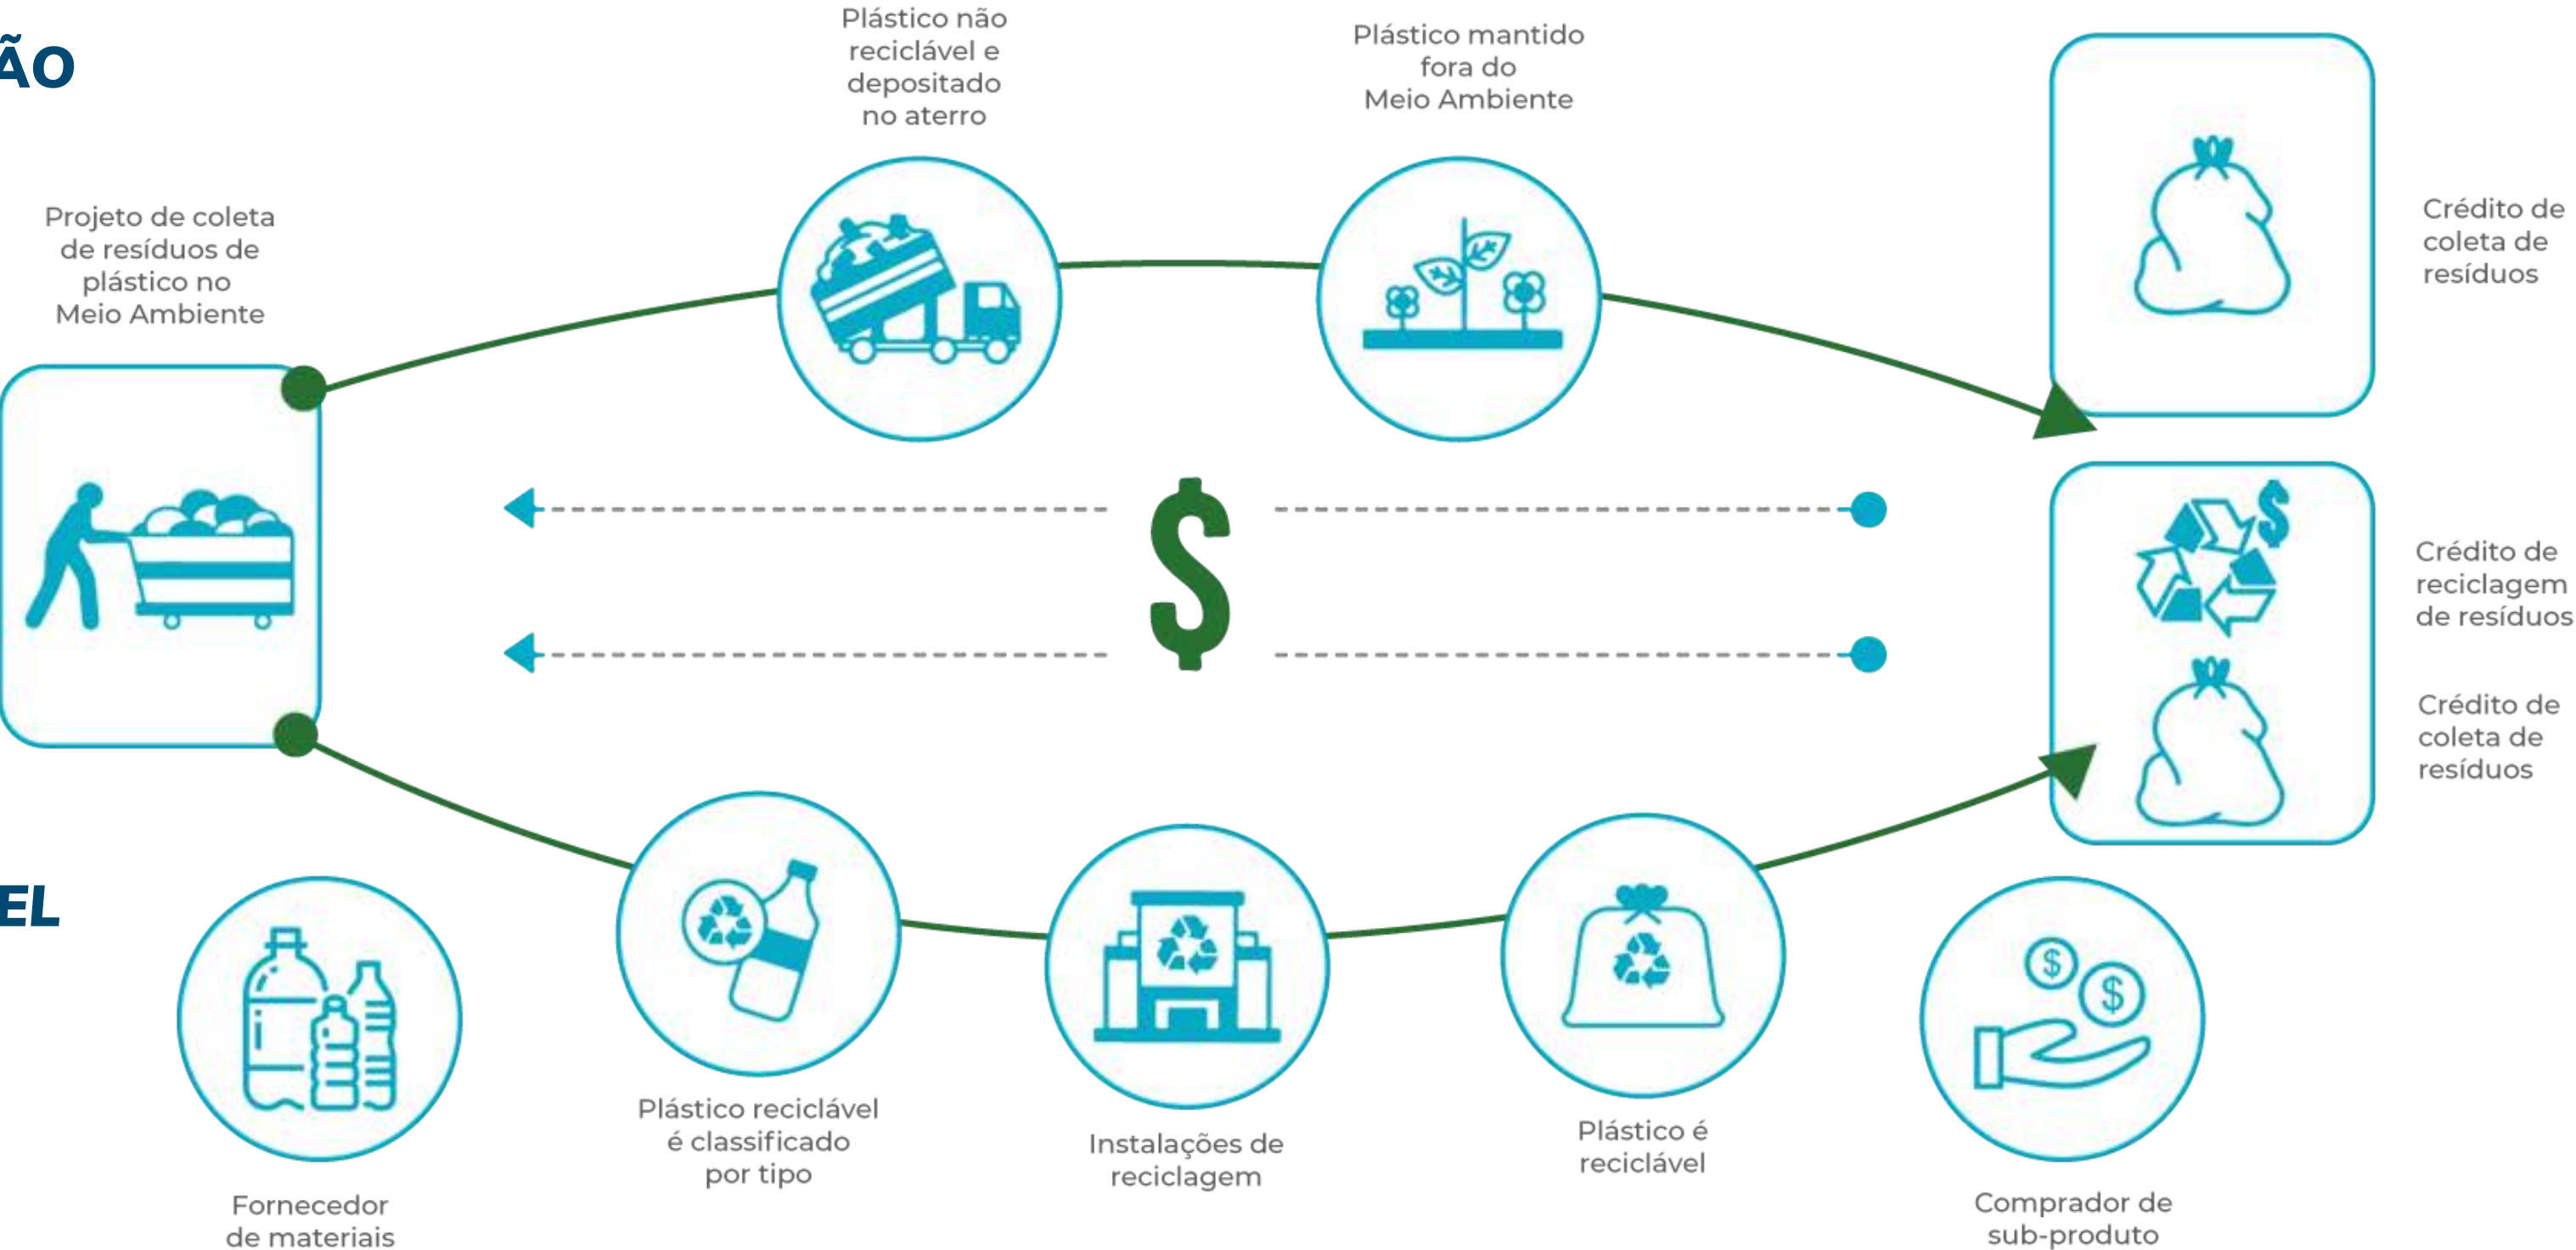 ÃO
Plástico não
reciclável e
depositado
no aterro
Plástico mantido
fora do
Meio Ambiente
Projeto de coleta
de resíduos de
plástico no
Meio Ambiente
Crédito de
coleta de
resíduos
$
$
Crédito de
reciclagem
de resíduos
Crédito de
coleta de
resíduos
EL
$
$
Plástico reciclável
é classificado
por tipo
Instalações de
reciclagem
Plástico é
reciclável
Fornecedor
de materiais
Comprador de
sub-produto